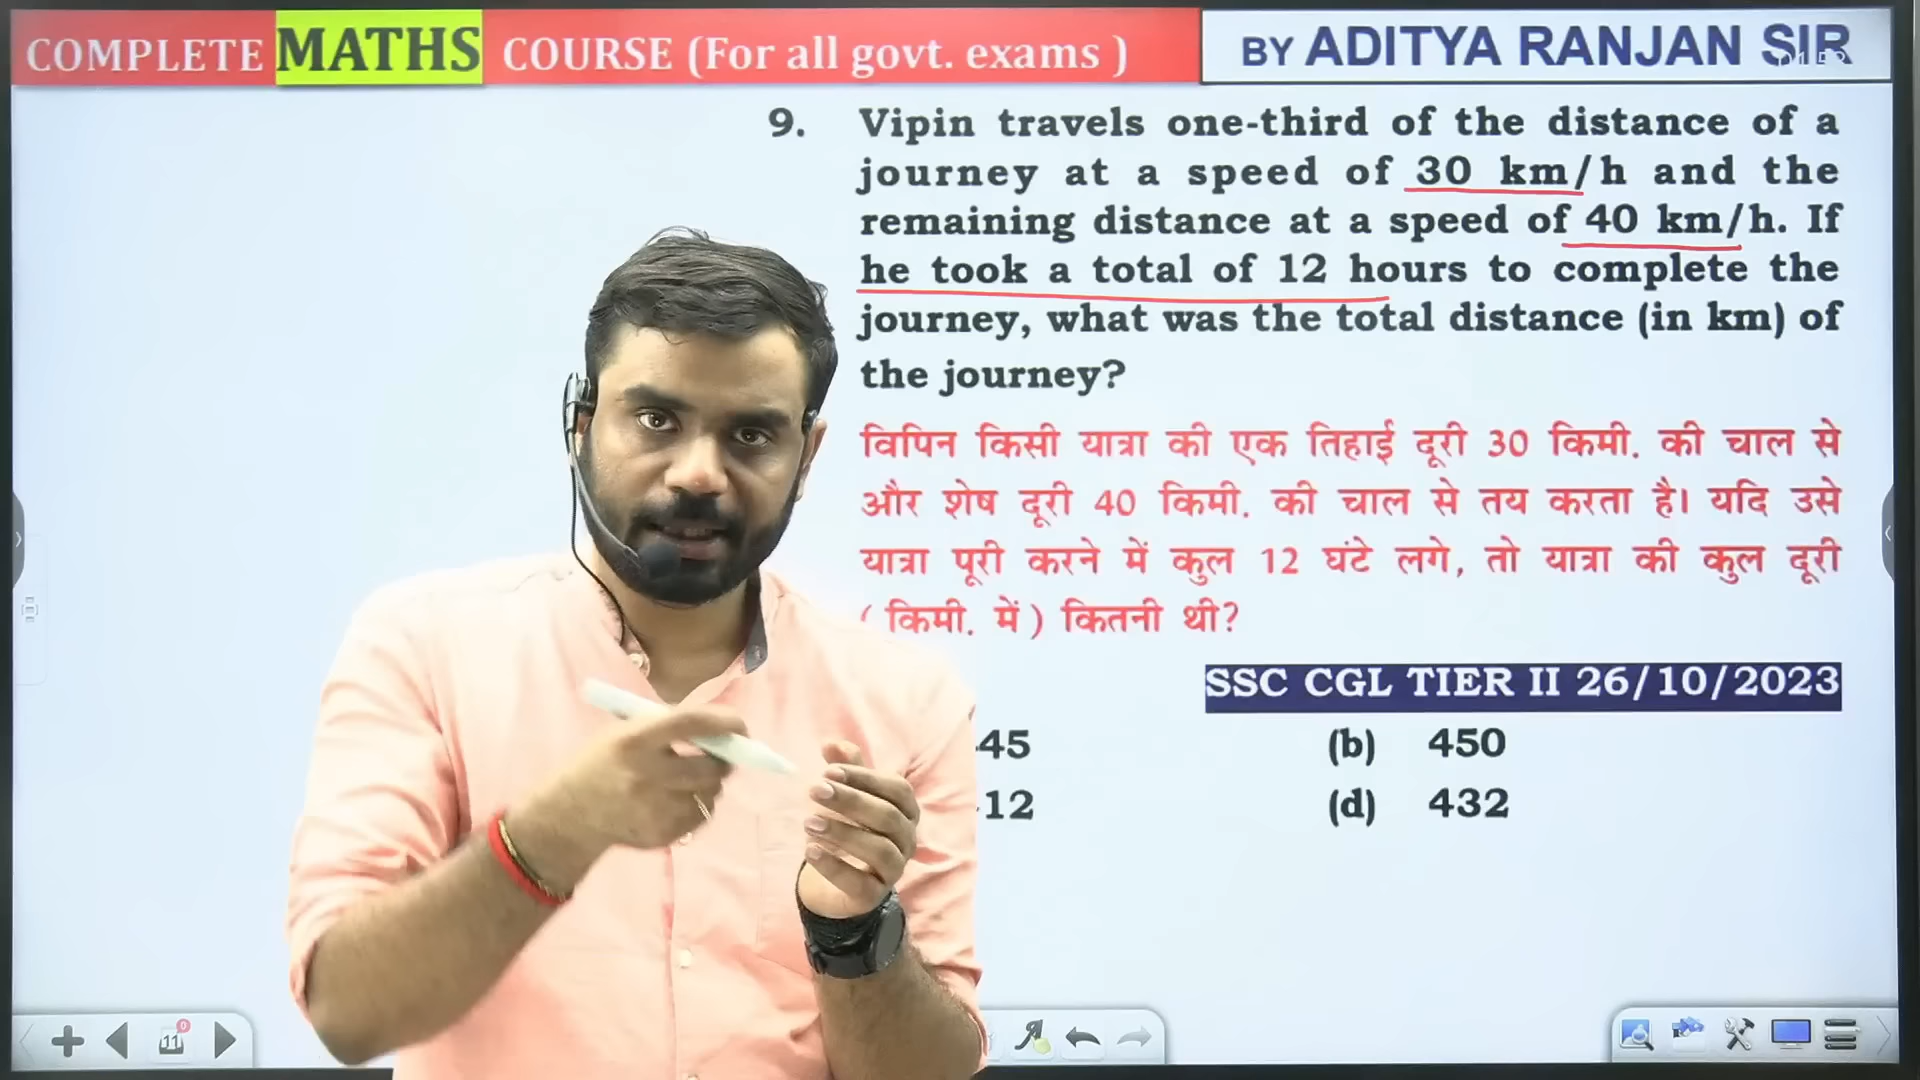 COMPLETE MATHS COURSE (For all govt. exams )
BY ADITYA RANJAN SIR
9. Vipin travels one-third of the distance of a
journey at a speed of 30 km/h and the
remaining distance at a speed of 40 km/h. If
he took a total of 12 hours to complete the
journey, what was the total distance (in km) of
the journey?
विपिन किसी यात्रा की एक तिहाई दूरी 30 किमी. की चाल से
और शेष दूरी 40 किमी. की चाल से तय करता है। यदि उसे
यात्रा पूरी करने में कुल 12 घंटे लगे, तो यात्रा की कुल दूरी
( किमी. में ) कितनी थी?
SSC CGL TIER II 26/10/2023
45 (b) 450
12 (d) 432
11 0